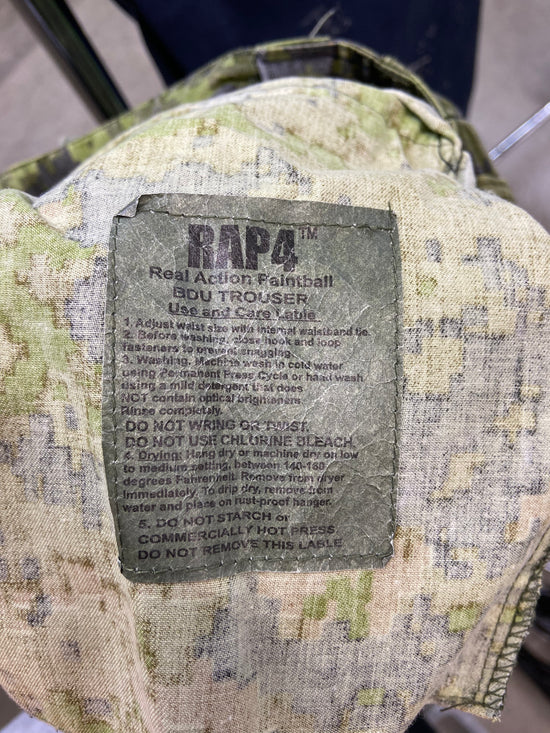 RAP4™
Real Action Paintball
BDU TROUSER
Use and Care Lable
1. Adjust waist size with internal waistband tie.
2. Before washing, close hook and loop
fasteners to prevent snagging.
3. Washing. Machine wash in cold water
using Permanent Press Cycle or hand wash
using a mild detergent that does
NOT contain optical brighteners.
Rinse completely.
DO NOT WRING OR TWIST.
DO NOT USE CHLORINE BLEACH.
4. Drying: Hang dry or machine dry on low
to medium setting, between 140-180
degrees Fahrenheit. Remove from dryer
Immediately. To drip dry, remove from
water and place on rust-proof hanger.
5. DO NOT STARCH or
COMMERCIALLY HOT PRESS
DO NOT REMOVE THIS LABLE